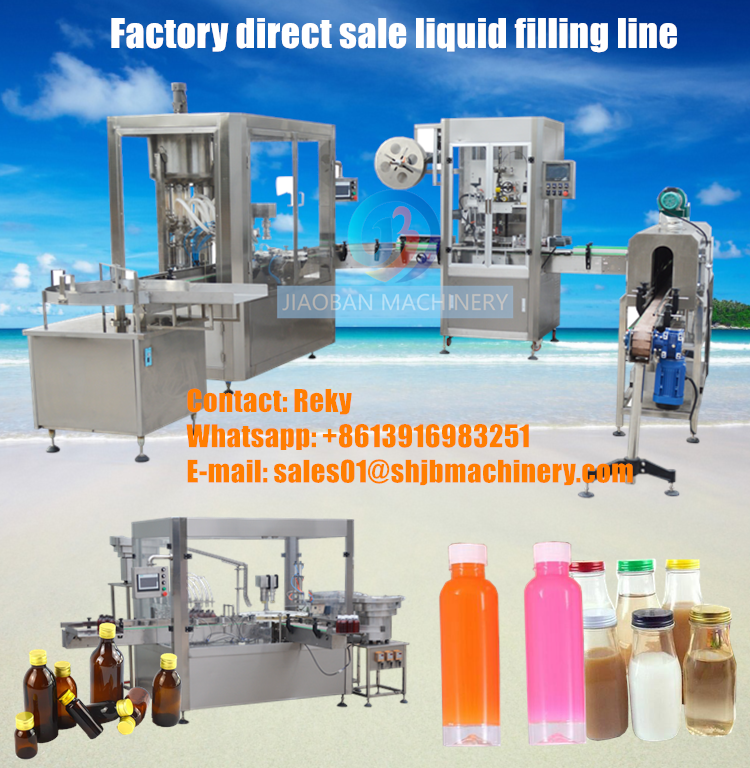 Factory direct sale liquid filling line
JIAOBAN MACHINERY
Contact: Reky
Whatsapp: +8613916983251
E-mail: sales01@shjbmachinery.com